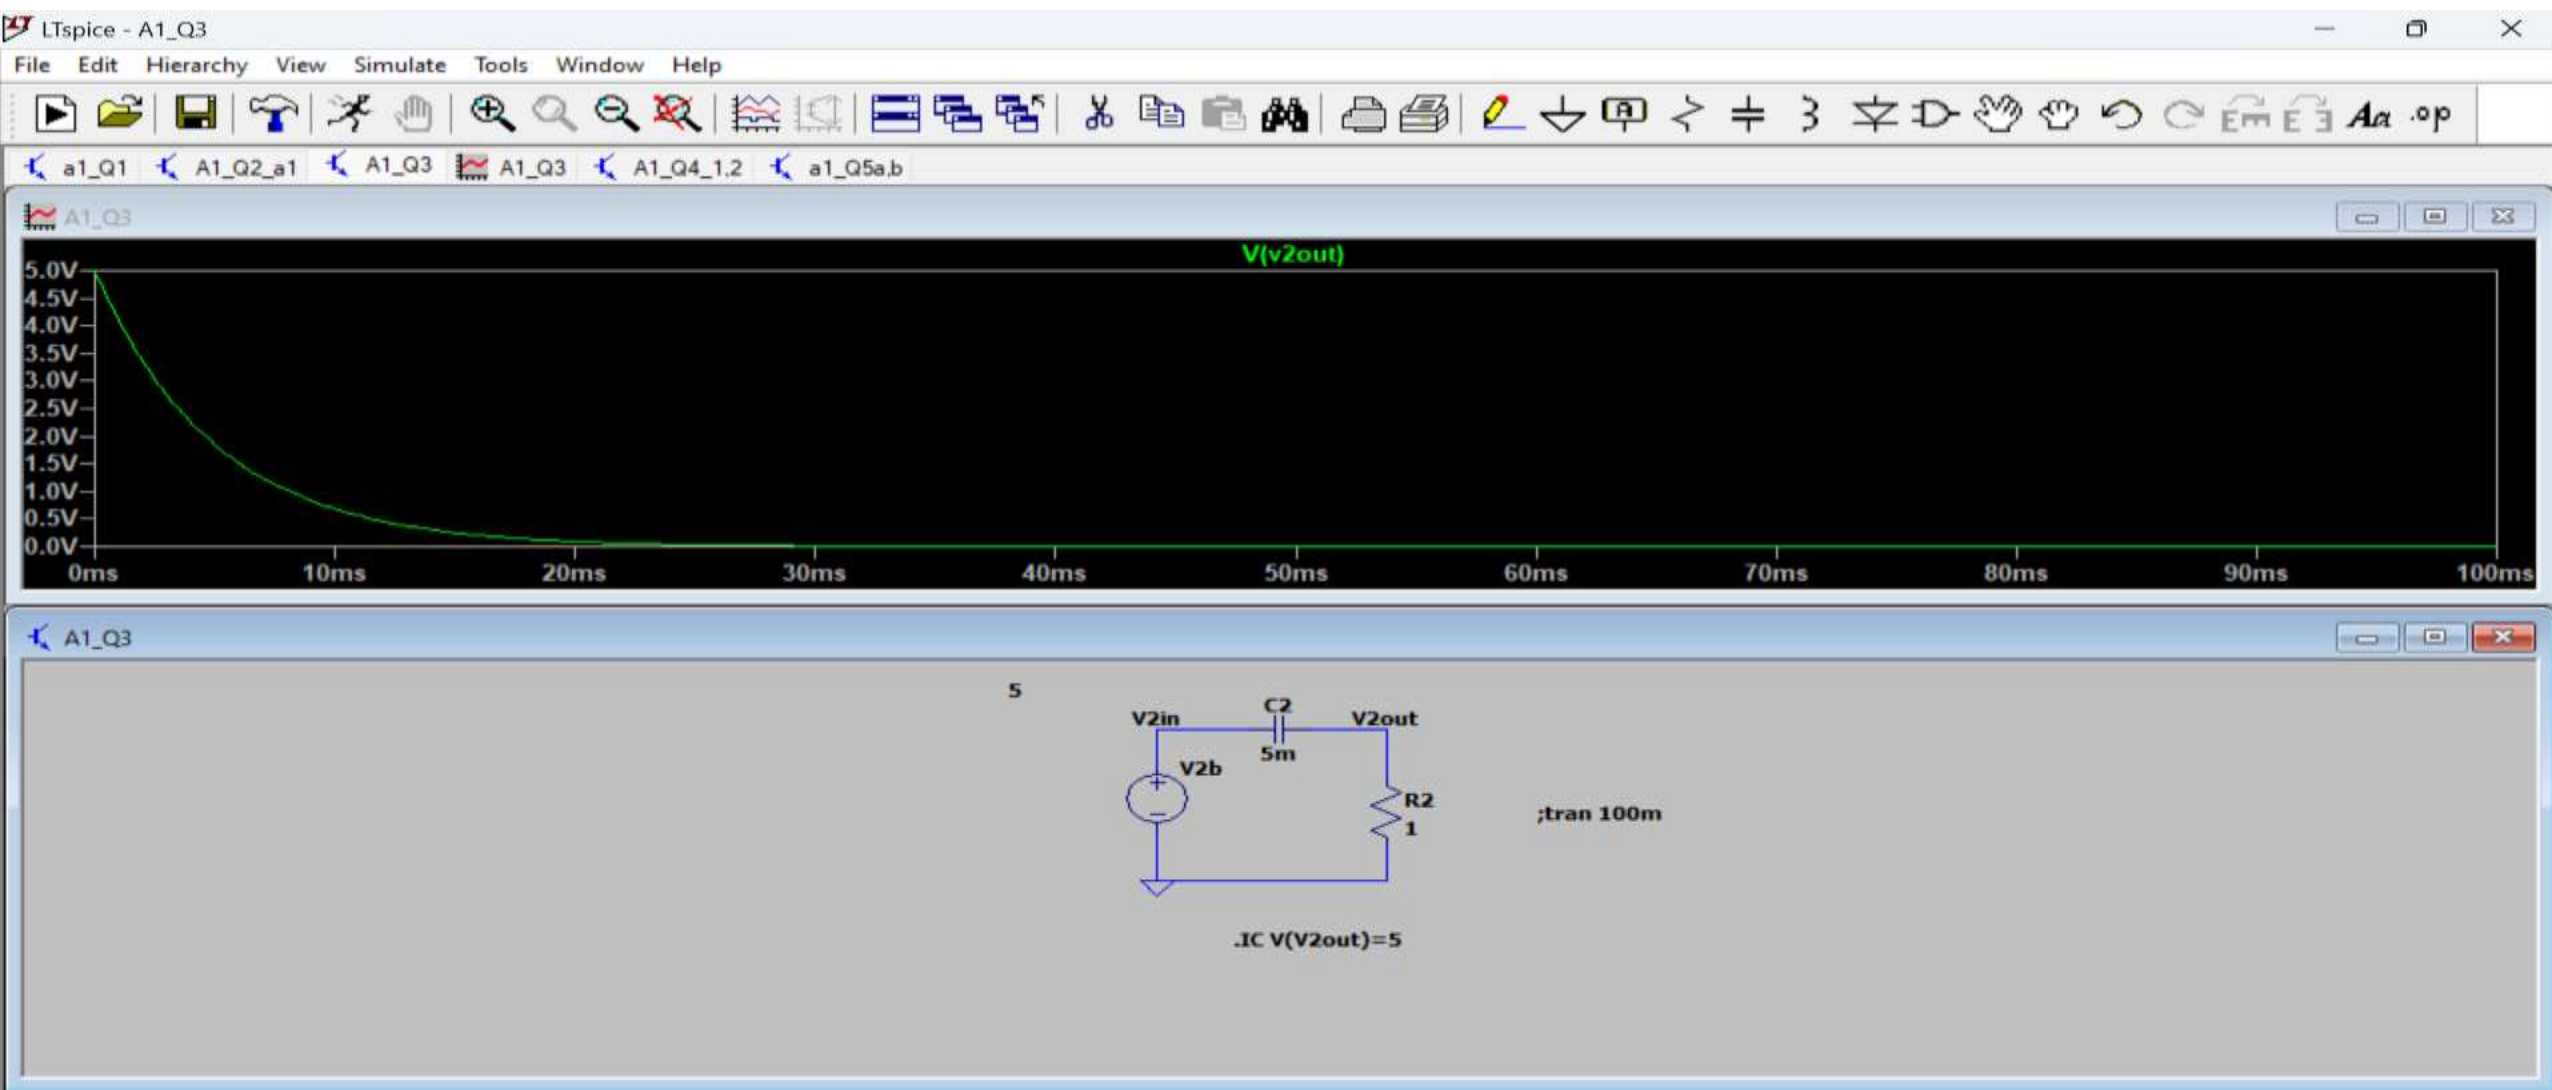 LTspice - A1_Q3
File Edit Hierarchy View Simulate Tools Window Help
A Aa .op
a1_Q1 A1_Q2_a1 A1_Q3 A1_Q3 A1_Q4_1,2 a1_Q5a,b
A1_Q3
V(v2out)
5.0V
4.5V
4.0V
3.5V
3.0V
2.5V
2.0V
1.5V
1.0V
0.5V
0.0V
0ms 10ms 20ms 30ms 40ms 50ms 60ms 70ms 80ms 90ms 100ms
A1_Q3
5
C2
V2in V2out
5m
V2b
R2
1
;tran 100m
.IC V(V2out)=5